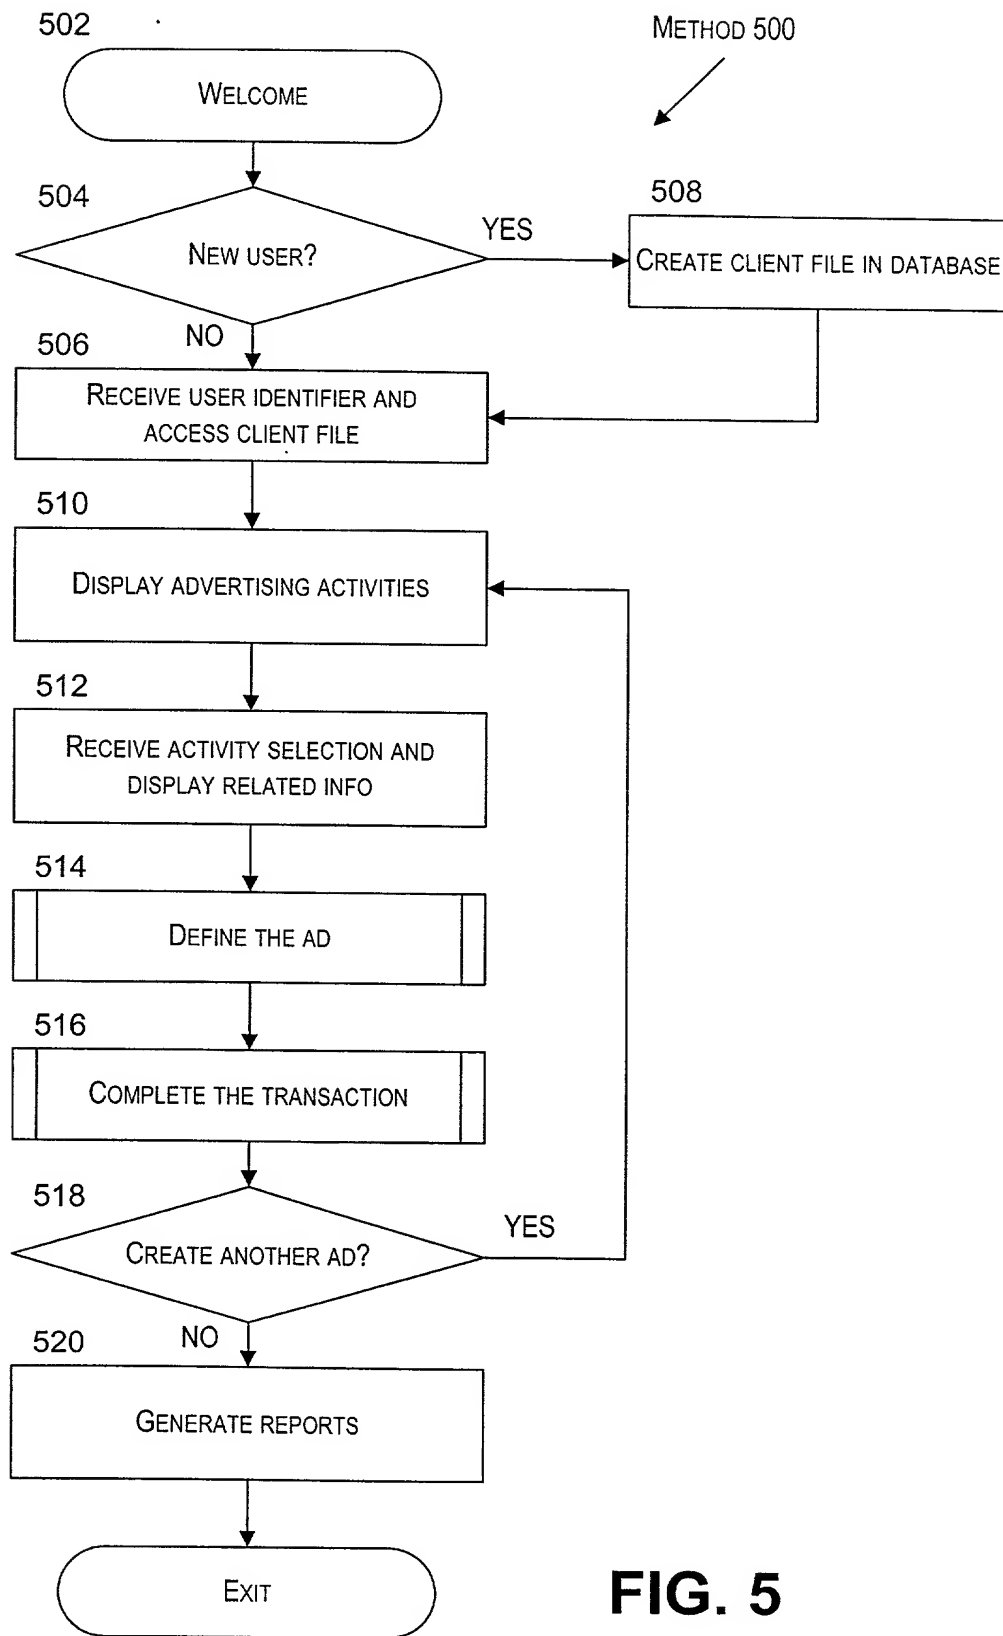 502
METHOD 500
WELCOME
504
508
NEW USER?
YES
CREATE CLIENT FILE IN DATABASE
NO
506
RECEIVE USER IDENTIFIER AND
ACCESS CLIENT FILE
510
DISPLAY ADVERTISING ACTIVITIES
512
RECEIVE ACTIVITY SELECTION AND
DISPLAY RELATED INFO
514
DEFINE THE AD
516
COMPLETE THE TRANSACTION
518
YES
CREATE ANOTHER AD?
NO
520
GENERATE REPORTS
EXIT
FIG. 5